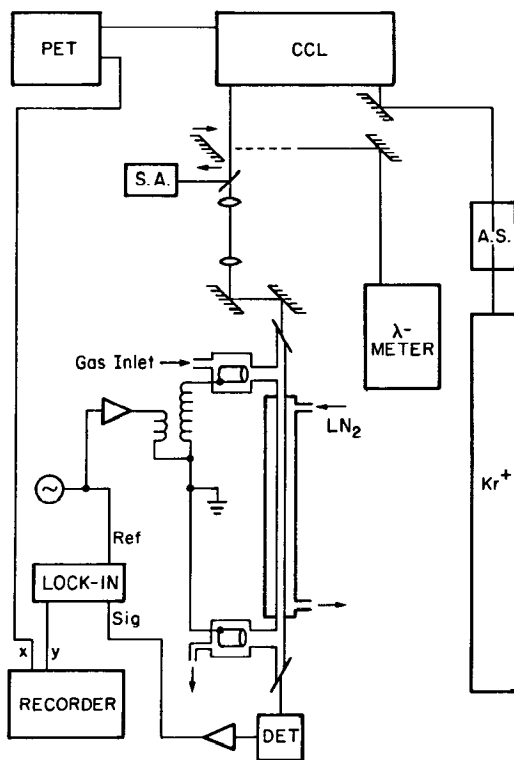 PET
CCL
S.A.
A.S.
λ-
METER
Gas Inlet
LN₂
Kr⁺
Ref
LOCK-IN
Sig
x
y
RECORDER
DET